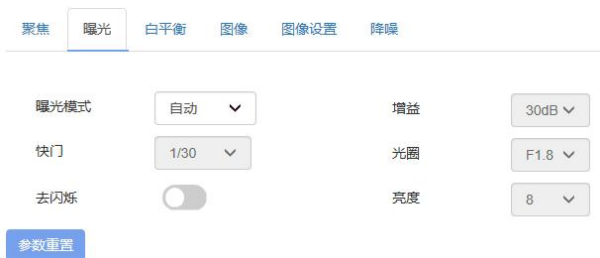 聚焦 曝光 白平衡 图像 图像设置 降噪
曝光模式 自动 增益 30dB
快门 1/30 光圈 F1.8
去闪烁 亮度 8
参数重置